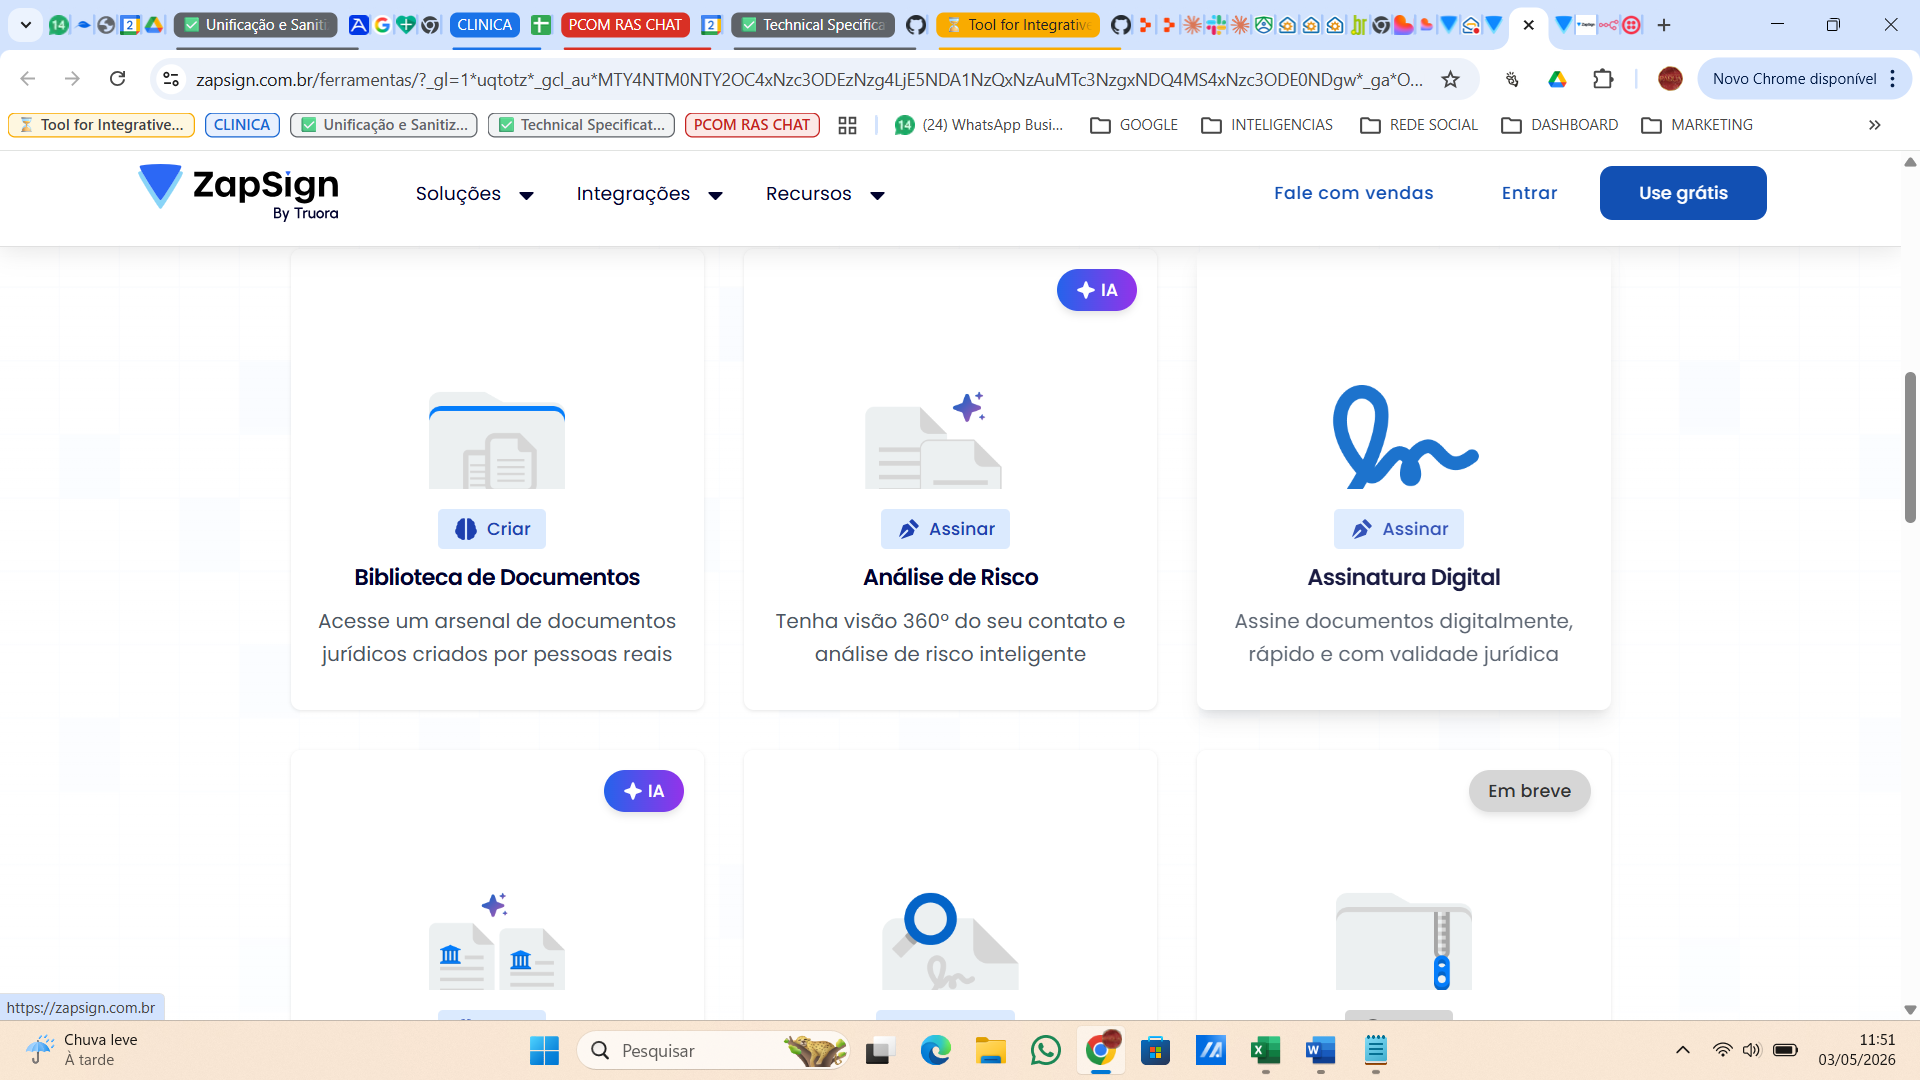 14
2
Unificação e Saniti
CLINICA
PCOM RAS CHAT
2
Technical Specifica
Tool for Integrative
zapsign.com.br/ferramentas/?_gl=1*uqtotz*_gcl_au*MTY4NTM0NTY2OC4xNzc3ODEzNzg4LjE5NDA1NzQxNzAuMTc3NzgxNDQ4MS4xNzc3ODE0NDgw*_ga*O...
Novo Chrome disponível
Tool for Integrative...
CLINICA
Unificação e Sanitiz...
Technical Specificat...
PCOM RAS CHAT
14 (24) WhatsApp Busi...
GOOGLE
INTELIGENCIAS
REDE SOCIAL
DASHBOARD
MARKETING
ZapSign
By Truora
Soluções
Integrações
Recursos
Fale com vendas
Entrar
Use grátis
IA
Criar
Assinar
Assinar
Biblioteca de Documentos
Análise de Risco
Assinatura Digital
Acesse um arsenal de documentos
jurídicos criados por pessoas reais
Tenha visão 360º do seu contato e
análise de risco inteligente
Assine documentos digitalmente,
rápido e com validade jurídica
IA
Em breve
https://zapsign.com.br
Chuva leve
À tarde
Pesquisar
11:51
03/05/2026